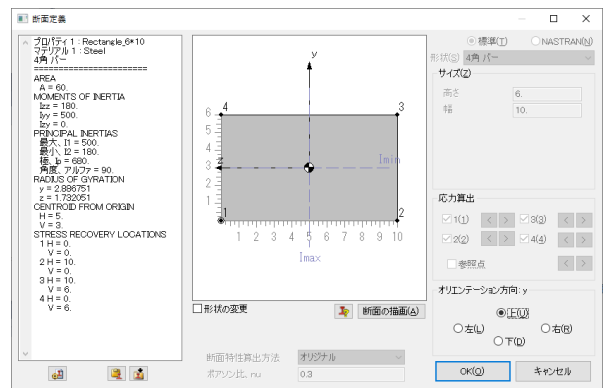 断面定義
プロパティ 1 : Rectangle_6*10
マテリアル 1 : Steel
4角 バー
=======================
AREA
A = 60.
MOMENTS OF INERTIA
Izz = 180.
Iyy = 500.
Izy = 0.
PRINCIPAL INERTIAS
最大、I1 = 500.
最小、I2 = 180.
極、Ip = 680.
角度、アルファ = 90.
RADIUS OF GYRATION
y = 2.886751
z = 1.732051
CENTROID FROM ORIGIN
H = 5.
V = 3.
STRESS RECOVERY LOCATIONS
1 H = 0.
V = 0.
2 H = 10.
V = 0.
3 H = 10.
V = 6.
4 H = 0.
V = 6.
y
6
4
3
5
4
3
z
Imin
2
1
1
2
1 2 3 4 5 6 7 8 9 10
Imax
形状の変更
断面の描画(A)
断面特性算出方法
オリジナル
ポアソン比、nu
0.3
標準(T)
NASTRAN(N)
形状(S)
4角 バー
サイズ(Z)
高さ
6.
幅
10.
応力算出
1(1)
3(3)
2(2)
4(4)
参照点
オリエンテーション方向: y
上(U)
左(L)
右(R)
下(D)
OK(O)
キャンセル